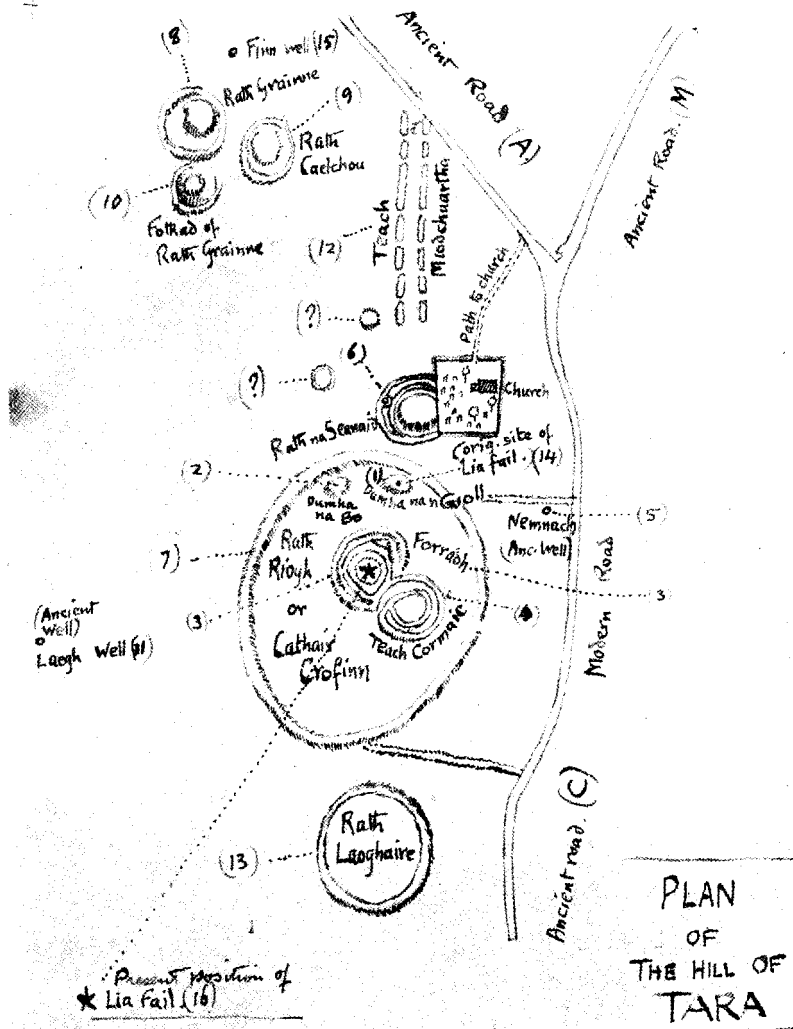 (8)
Finn well (15)
Rath Grainne
(9)
Rath
Caelchou
(10)
Fothad of
Rath Grainne
Ancient Road (A)
Ancient Road. (M)
(12)
Teach
Miodchuartha
Path to church
(?)
(?)
(6)
Church
Rath na Seanaid
(orig. site of
Lia fail. (14)
(2)
(1)
Dumha
na Bo
Dumha nan Goll
Nemnach
(Anc. Well)
(5)
7)
Rath
Riogh
or
Cathair
Crofinn
Forradh
3
(3)
(4)
Teach Cormaic
(Ancient
Well)
Laogh Well (11)
Modern Road
Rath
Laoghaire
(13)
Ancient road. (C)
Present position of
Lia Fail (16)
PLAN
OF
THE HILL OF
TARA